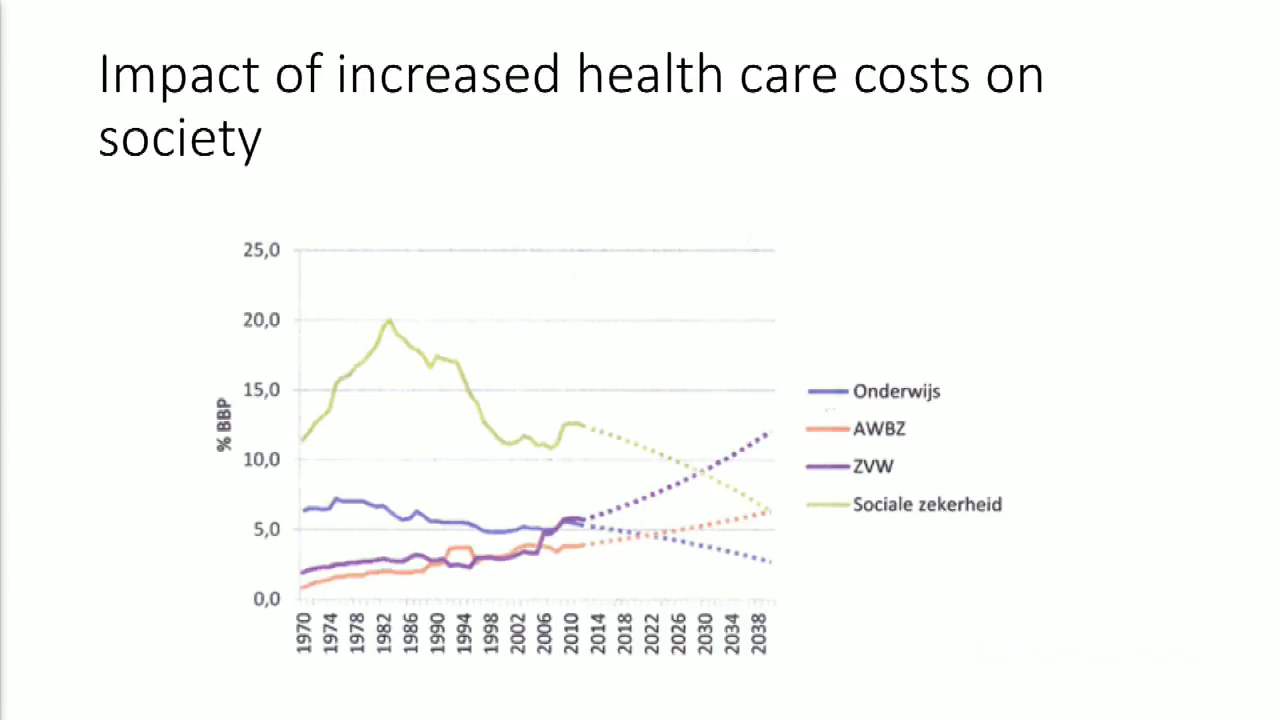 Impact of increased health care costs on
society
25,0
20,0
15,0
10,0
5,0
0,0
% BBP
1970 1974 1978 1982 1986 1990 1994 1998 2002 2006 2010 2014 2018 2022 2026 2030 2034 2038
Onderwijs
AWBZ
ZVW
Sociale zekerheid